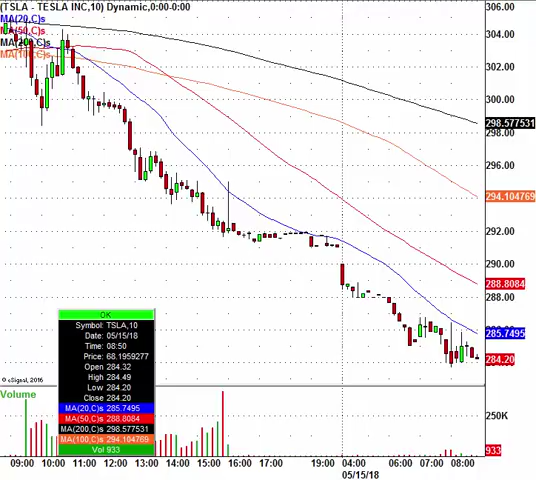 (TSLA - TESLA INC,10) Dynamic,0:00-0:00
MA(20,C)s
MA(50,C)s
MA(200,C)s
MA(100,C)s
306.00
304.00
302.00
300.00
298.577531
298.00
296.00
294.104769
292.00
290.00
288.8084
288.00
286.00
285.7495
284.20
OK
Symbol: TSLA,10
Date: 05/15/18
Time: 08:50
Price: 68.1959277
Open 284.32
High 284.49
Low 284.20
Close 284.20
MA(20,C)s 285.7495
MA(50,C)s 288.8084
MA(200,C)s 298.577531
MA(100,C)s 294.104769
Vol 933
© eSignal, 2016
Volume
250K
933
09:00 10:00 11:00 12:00 13:00 14:00 15:00 16:00 17:00 19:00 04:00 06:00 07:00 08:00
05/15/18